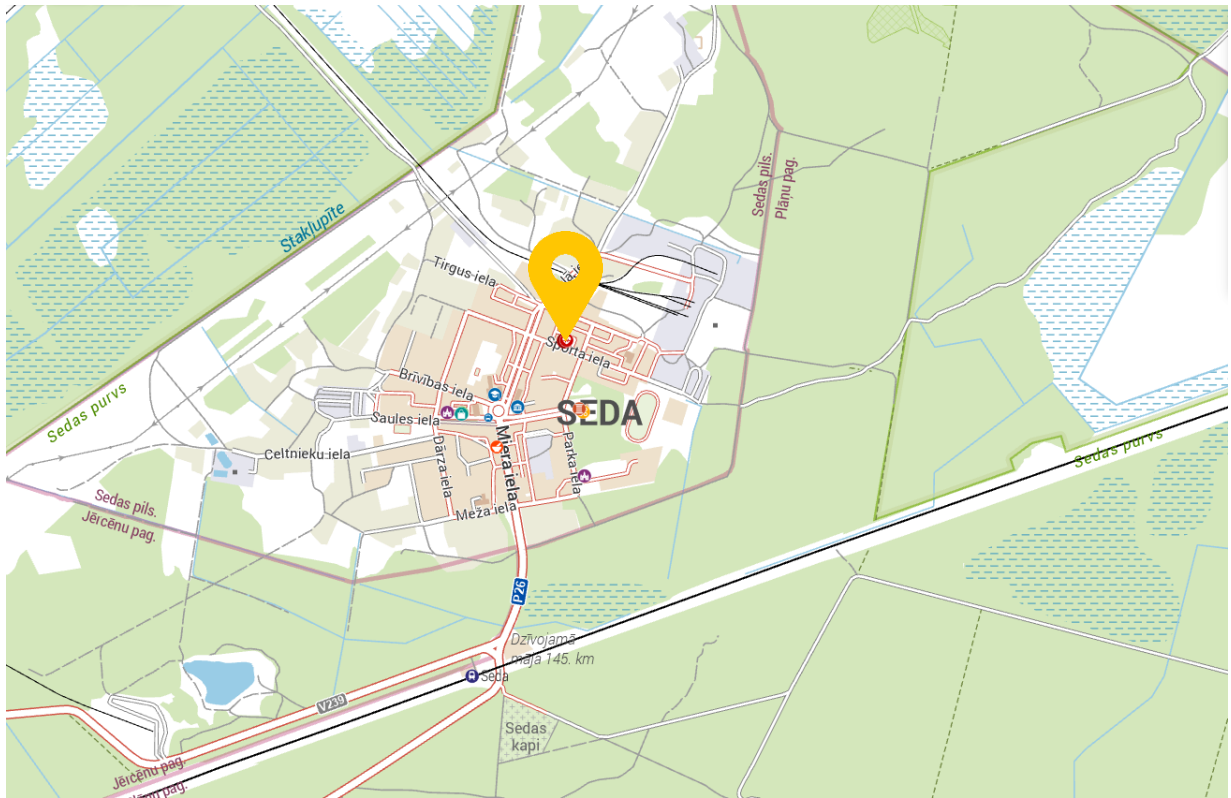 Sedas pils.
Plāņu pag.
Stakļupīte
Tirgus iela
Sporta iela
Brīvības iela
SEDA
Saules iela
Sedas purvs
Celtnieku iela
Dārza iela
Miera iela
Parka iela
Sedas purvs
Meža iela
Sedas pils.
Jērcēnu pag.
P26
Dzīvojamā
māja 145. km
Seda
V239
Sedas
kapi
Jērcēnu pag.